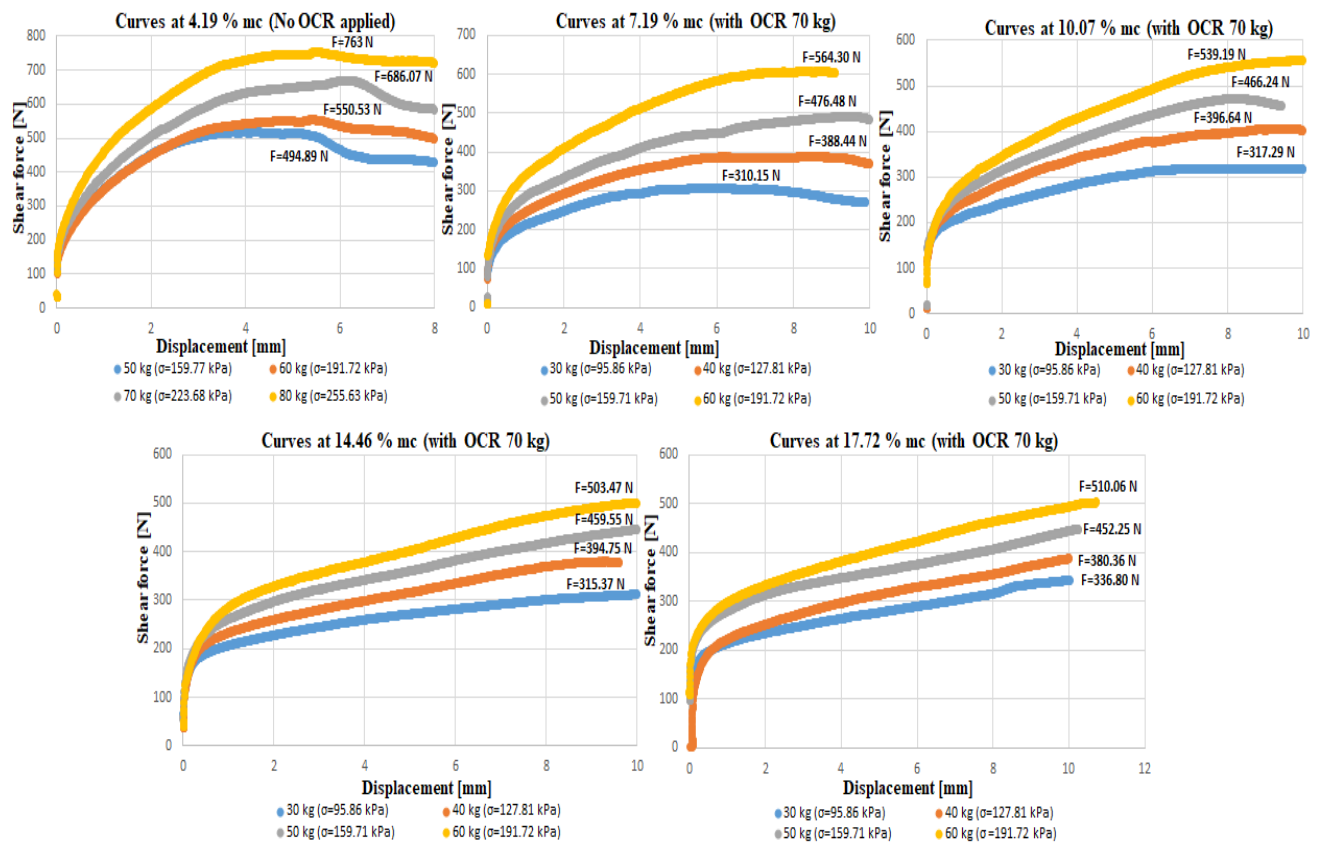 Curves at 4.19 % mc (No OCR applied)
800
700
600
500
400
300
200
100
0
Shear force [N]
F=763 N
F=686.07 N
F=550.53 N
F=494.89 N
0 2 4 6 8
Displacement [mm]
50 kg (σ=159.77 kPa) 60 kg (σ=191.72 kPa)
70 kg (σ=223.68 kPa) 80 kg (σ=255.63 kPa)
Curves at 7.19 % mc (with OCR 70 kg)
700
600
500
400
300
200
100
0
Shear force [N]
F=564.30 N
F=476.48 N
F=388.44 N
F=310.15 N
0 2 4 6 8 10
Displacement [mm]
30 kg (σ=95.86 kPa) 40 kg (σ=127.81 kPa)
50 kg (σ=159.71 kPa) 60 kg (σ=191.72 kPa)
Curves at 10.07 % mc (with OCR 70 kg)
600
500
400
300
200
100
0
Shear force [N]
F=539.19 N
F=466.24 N
F=396.64 N
F=317.29 N
0 2 4 6 8 10
Displacement [mm]
30 kg (σ=95.86 kPa) 40 kg (σ=127.81 kPa)
50 kg (σ=159.71 kPa) 60 kg (σ=191.72 kPa)
Curves at 14.46 % mc (with OCR 70 kg)
600
500
400
300
200
100
0
Shear force [N]
F=503.47 N
F=459.55 N
F=394.75 N
F=315.37 N
0 2 4 6 8 10
Displacement [mm]
30 kg (σ=95.86 kPa) 40 kg (σ=127.81 kPa)
50 kg (σ=159.71 kPa) 60 kg (σ=191.72 kPa)
Curves at 17.72 % mc (with OCR 70 kg)
600
500
400
300
200
100
0
Shear force [N]
F=510.06 N
F=452.25 N
F=380.36 N
F=336.80 N
0 2 4 6 8 10 12
Displacement [mm]
30 kg (σ=95.86 kPa) 40 kg (σ=127.81 kPa)
50 kg (σ=159.71 kPa) 60 kg (σ=191.72 kPa)